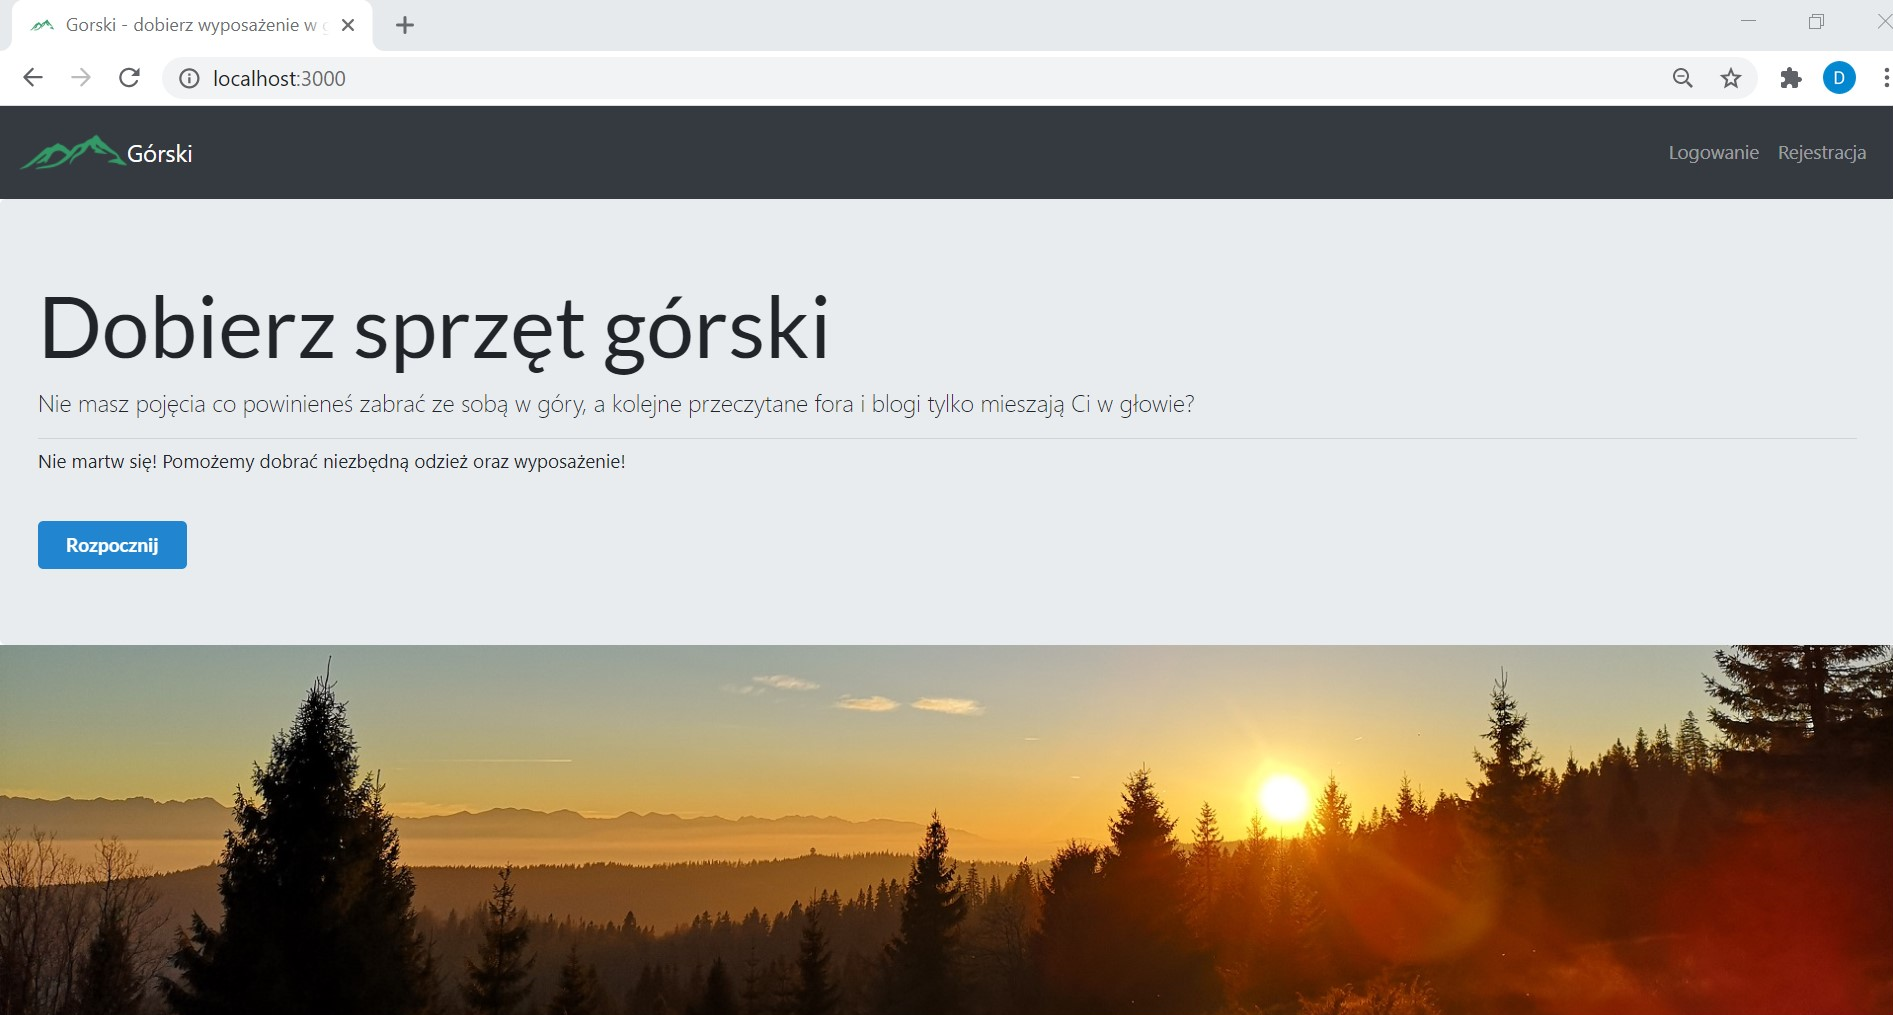 Gorski - dobierz wyposażenie w g
localhost:3000
D
Górski
Logowanie Rejestracja
Dobierz sprzęt górski
Nie masz pojęcia co powinieneś zabrać ze sobą w góry, a kolejne przeczytane fora i blogi tylko mieszają Ci w głowie?
Nie martw się! Pomożemy dobrać niezbędną odzież oraz wyposażenie!
Rozpocznij